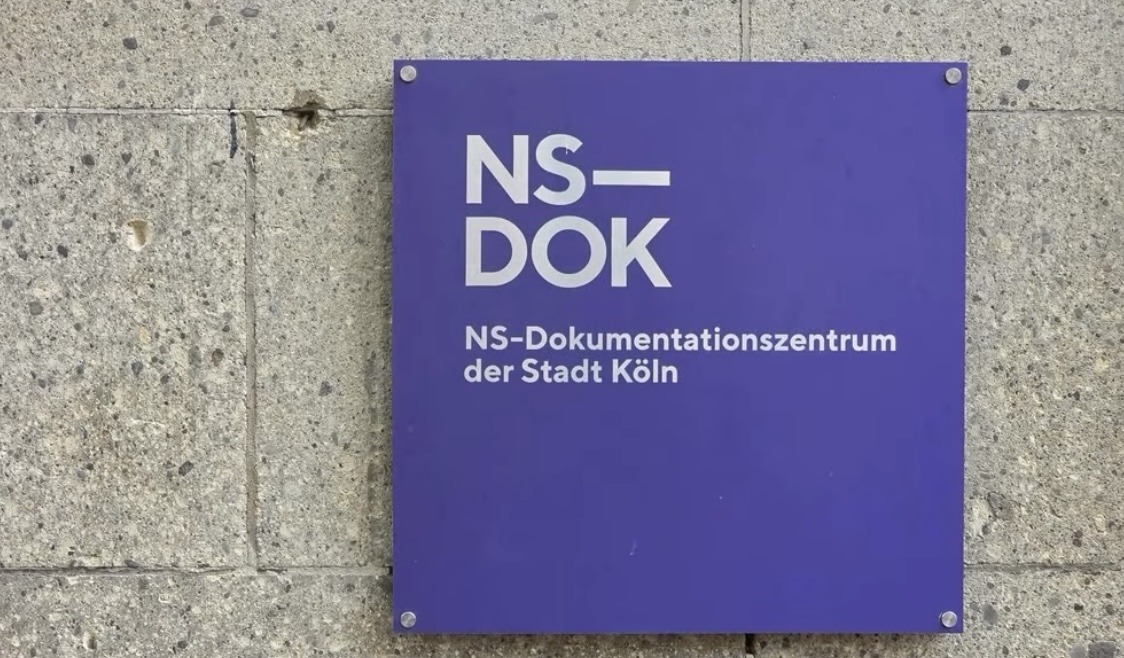 NS—
DOK
NS-Dokumentationszentrum
der Stadt Köln